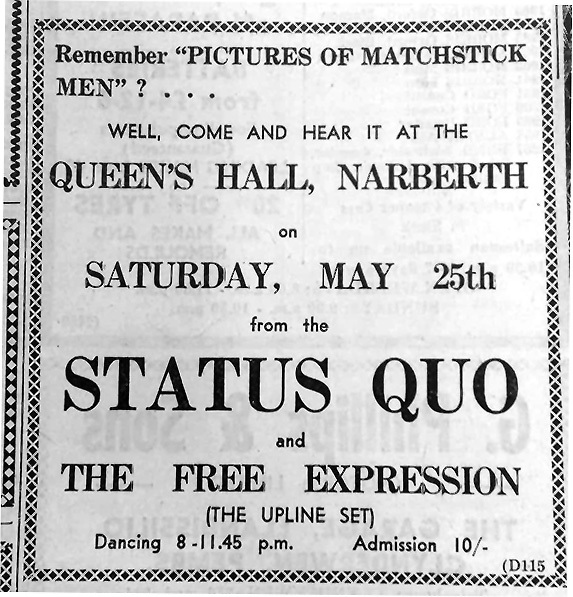 Remember "PICTURES OF MATCHSTICK
MEN" ? . . .
WELL, COME AND HEAR IT AT THE
QUEEN'S HALL, NARBERTH
on
SATURDAY, MAY 25th
from the
STATUS QUO
and
THE FREE EXPRESSION
(THE UPLINE SET)
Dancing 8-11.45 p.m. Admission 10/-
(D115